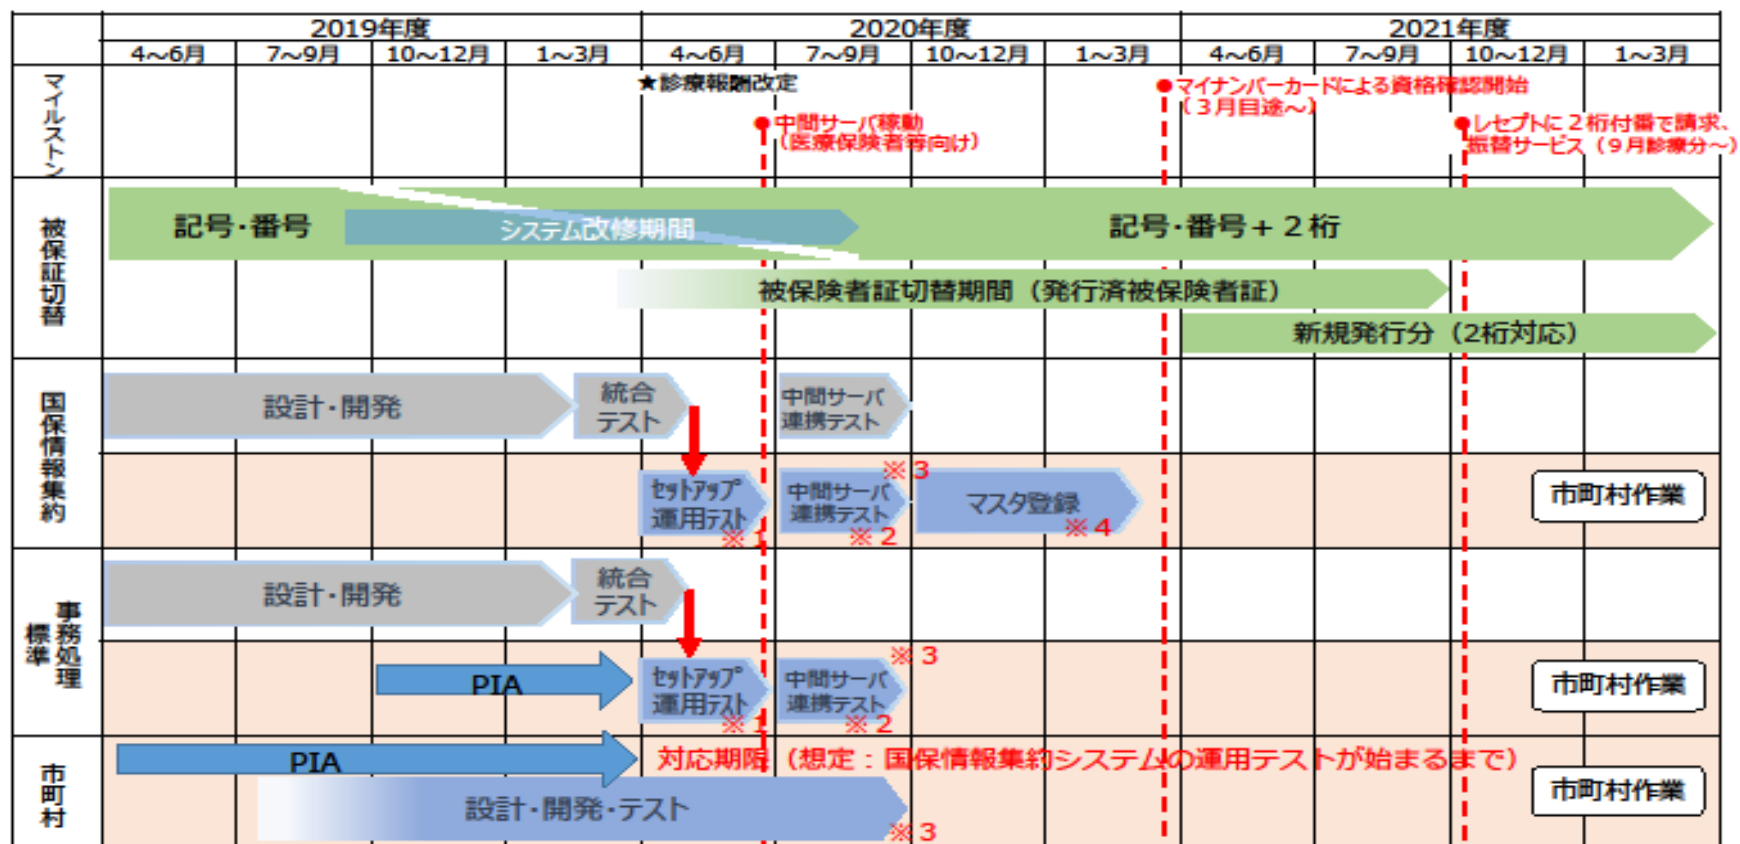 2019年度 2020年度 2021年度
4～6月 7～9月 10～12月 1～3月 4～6月 7～9月 10～12月 1～3月 4～6月 7～9月 10～12月 1～3月
マイルストン
★診療報酬改定
●中間サーバ稼動
（医療保険者等向け）
●マイナンバーカードによる資格確認開始
（３月目途～）
●レセプトに２桁付番で請求、
振替サービス（９月診療分～）
被保証切替
記号・番号
システム改修期間
記号・番号＋２桁
被保険者証切替期間（発行済被保険者証）
新規発行分（2桁対応）
国保情報集約
設計・開発
統合
テスト
中間サーバ
連携テスト
ｾｯﾄｱｯﾌﾟ
運用ﾃｽﾄ
※１
中間サーバ
連携テスト
※３
※２
マスタ登録
※４
市町村作業
事務処理
標準
設計・開発
統合
テスト
PIA
ｾｯﾄｱｯﾌﾟ
運用ﾃｽﾄ
※１
中間サーバ
連携テスト
※３
※２
市町村作業
市町村
PIA
対応期限（想定：国保情報集約システムの運用テストが始まるまで）
設計・開発・テスト
※３
市町村作業